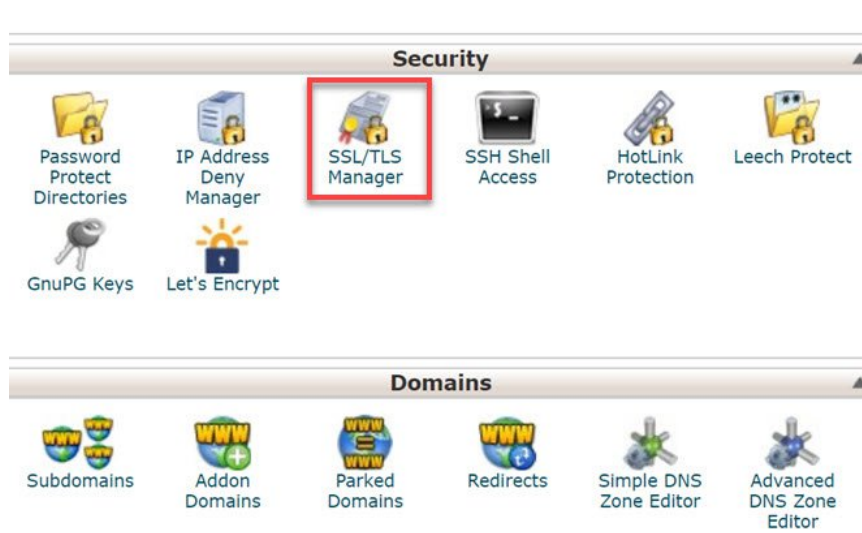 Security
Password
Protect
Directories
IP Address
Deny
Manager
SSL/TLS
Manager
SSH Shell
Access
HotLink
Protection
Leech Protect
GnuPG Keys
Let's Encrypt
Domains
Subdomains
Addon
Domains
Parked
Domains
Redirects
Simple DNS
Zone Editor
Advanced
DNS Zone
Editor